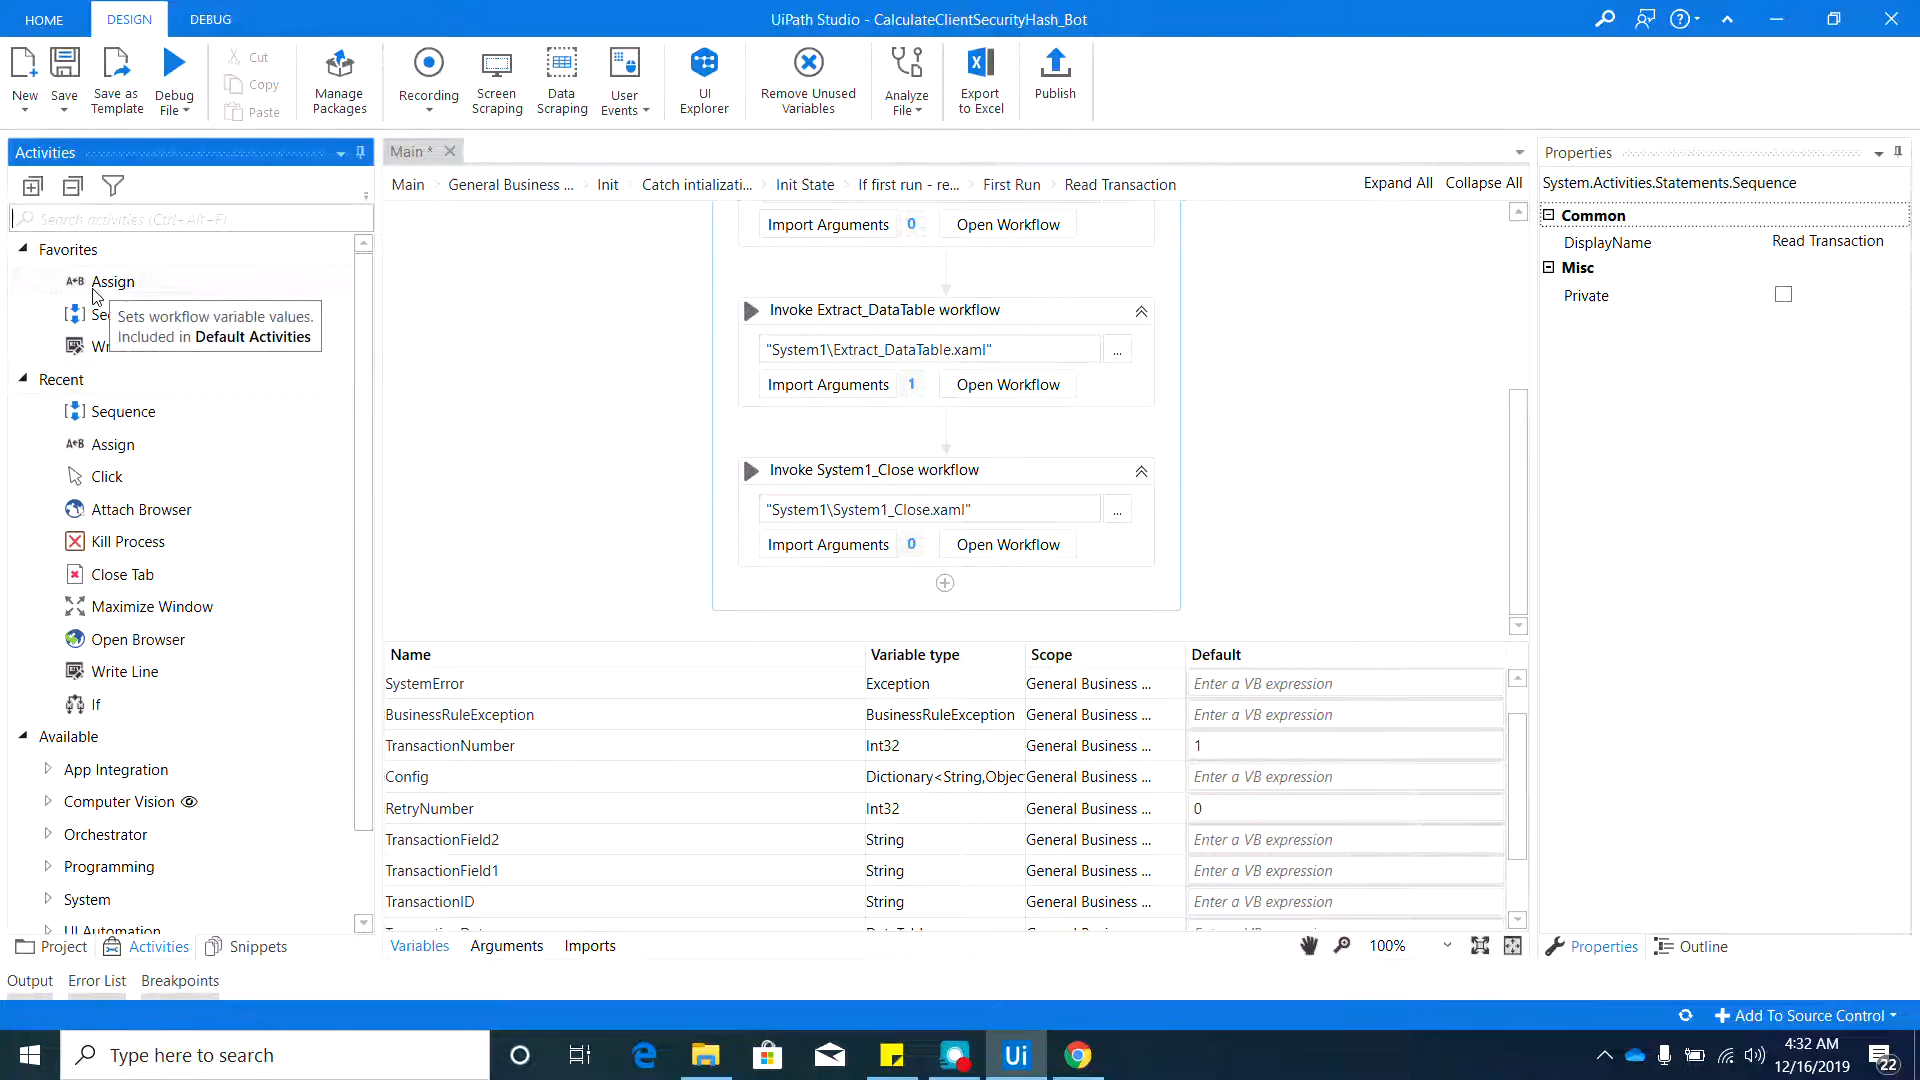 HOME
DESIGN
DEBUG
UiPath Studio - CalculateClientSecurityHash_Bot
New
Save
Save as Template
Debug File
Cut
Copy
Paste
Manage Packages
Recording
Screen Scraping
Data Scraping
User Events
UI Explorer
Remove Unused Variables
Analyze File
Export to Excel
Publish
Activities
Search activities (Ctrl+Alt+F)
Favorites
A+B Assign
Sets workflow variable values.
Included in Default Activities
Recent
Sequence
A+B Assign
Click
Attach Browser
Kill Process
Close Tab
Maximize Window
Open Browser
Write Line
If
Available
App Integration
Computer Vision
Orchestrator
Programming
System
UI Automation
Project
Activities
Snippets
Main *
Main
General Business ...
Init
Catch intializati...
Init State
If first run - re...
First Run
Read Transaction
Expand All
Collapse All
Import Arguments 0 Open Workflow
Invoke Extract_DataTable workflow
"System1\Extract_DataTable.xaml" ...
Import Arguments 1 Open Workflow
Invoke System1_Close workflow
"System1\System1_Close.xaml" ...
Import Arguments 0 Open Workflow
Name Variable type Scope Default
SystemError Exception General Business ... Enter a VB expression
BusinessRuleException BusinessRuleException General Business ... Enter a VB expression
TransactionNumber Int32 General Business ... 1
Config Dictionary<String,Objec General Business ... Enter a VB expression
RetryNumber Int32 General Business ... 0
TransactionField2 String General Business ... Enter a VB expression
TransactionField1 String General Business ... Enter a VB expression
TransactionID String General Business ... Enter a VB expression
Variables
Arguments
Imports
100%
Properties
System.Activities.Statements.Sequence
Common
DisplayName Read Transaction
Misc
Private
Properties
Outline
Output
Error List
Breakpoints
Add To Source Control
Type here to search
Ui
4:32 AM
12/16/2019
22